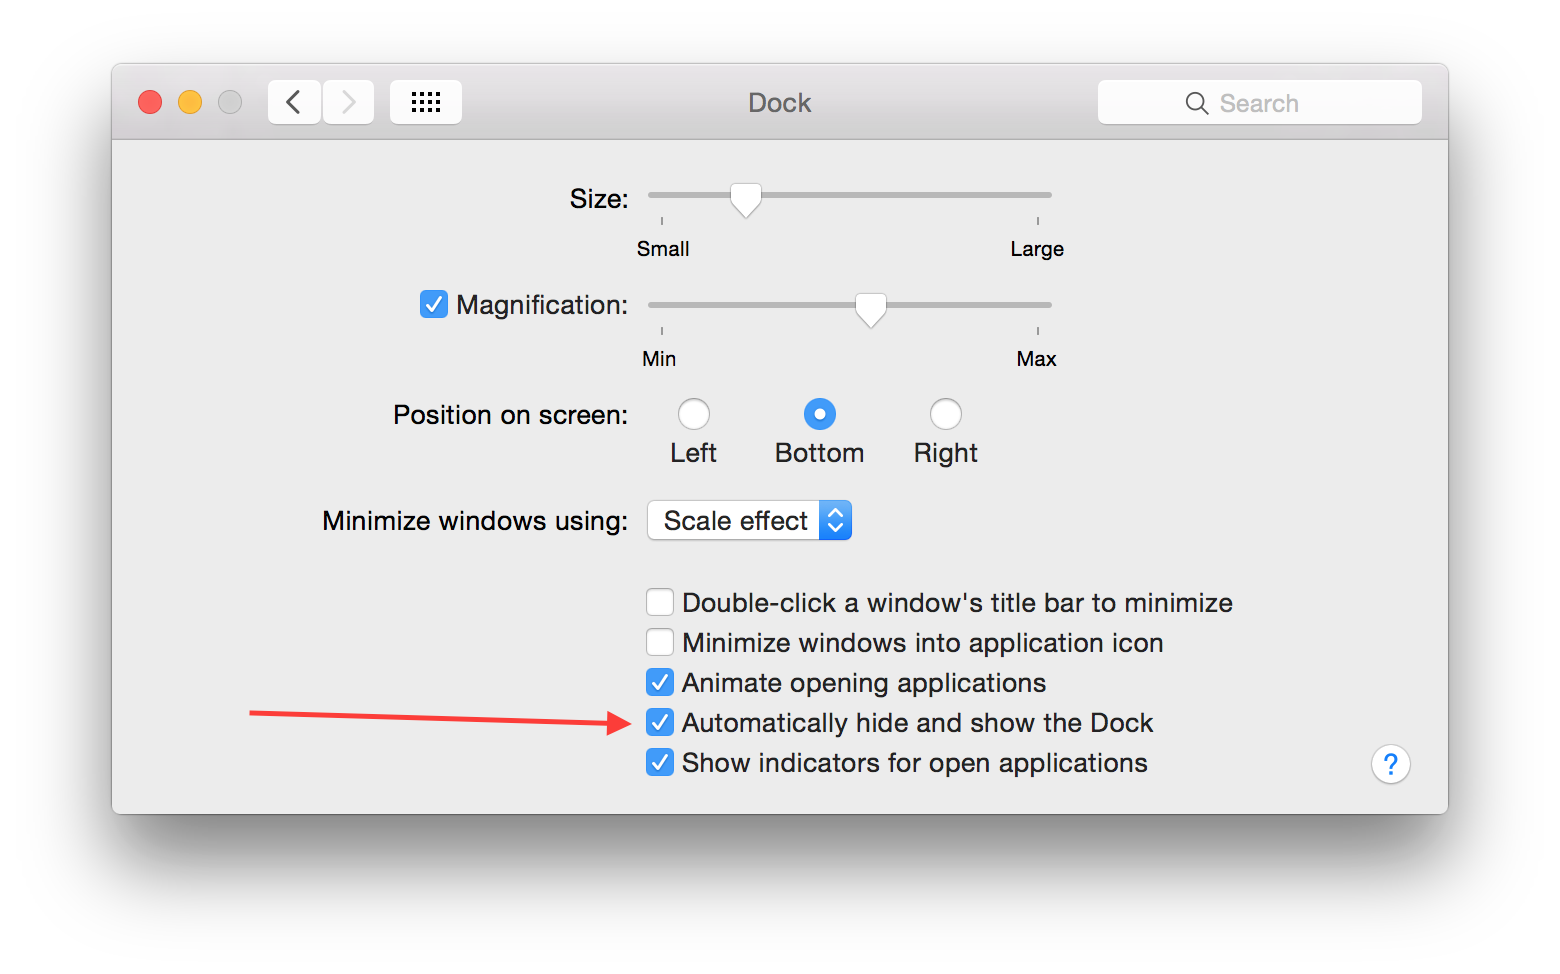 Dock
Search
Size:
Small Large
Magnification:
Min Max
Position on screen:
Left Bottom Right
Minimize windows using: Scale effect
Double-click a window's title bar to minimize
Minimize windows into application icon
Animate opening applications
Automatically hide and show the Dock
Show indicators for open applications
?